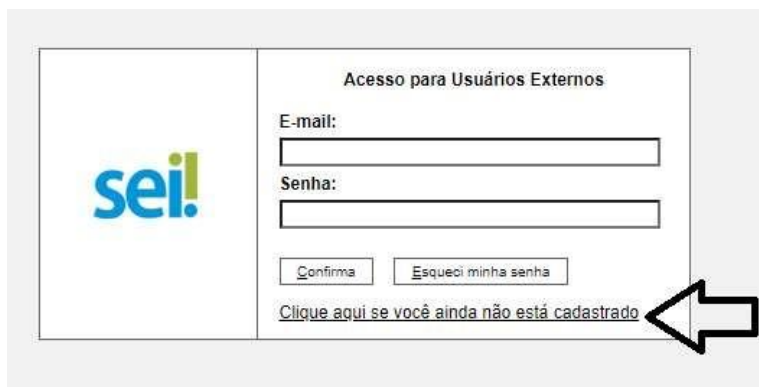 Acesso para Usuários Externos
E-mail:
sei!
Senha:
Confirma Esqueci minha senha
Clique aqui se você ainda não está cadastrado